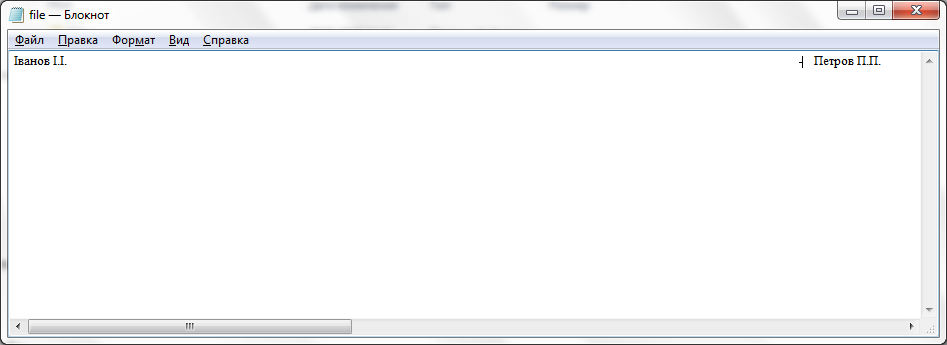 file — Блокнот
Файл Правка Формат Вид Справка
Іванов І.І. ┤ Петров П.П.